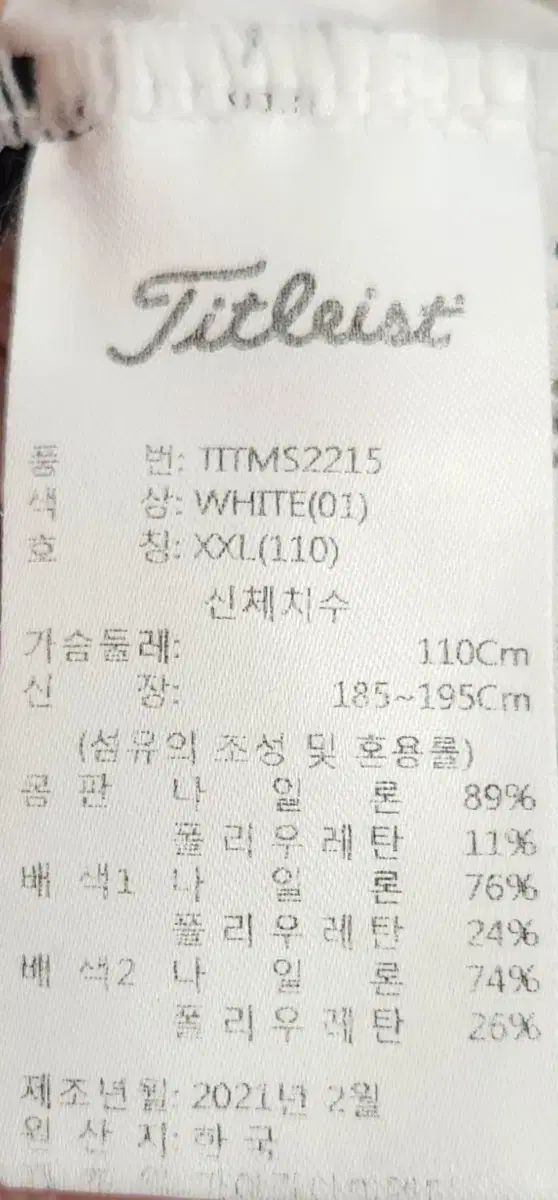 Titleist
품 번: TITMS2215
색 상: WHITE(01)
호 칭: XXL(110)
신체치수
가슴둘레: 110Cm
신 장: 185~195Cm
(섬유의 조성 및 혼용률)
몸 판 나 일 론 89%
폴 리 우 레 탄 11%
배 색1 나 일 론 76%
폴 리 우 레 탄 24%
배 색2 나 일 론 74%
폴 리 우 레 탄 26%
제조년월: 2021년 2월
원 산 지: 한 국